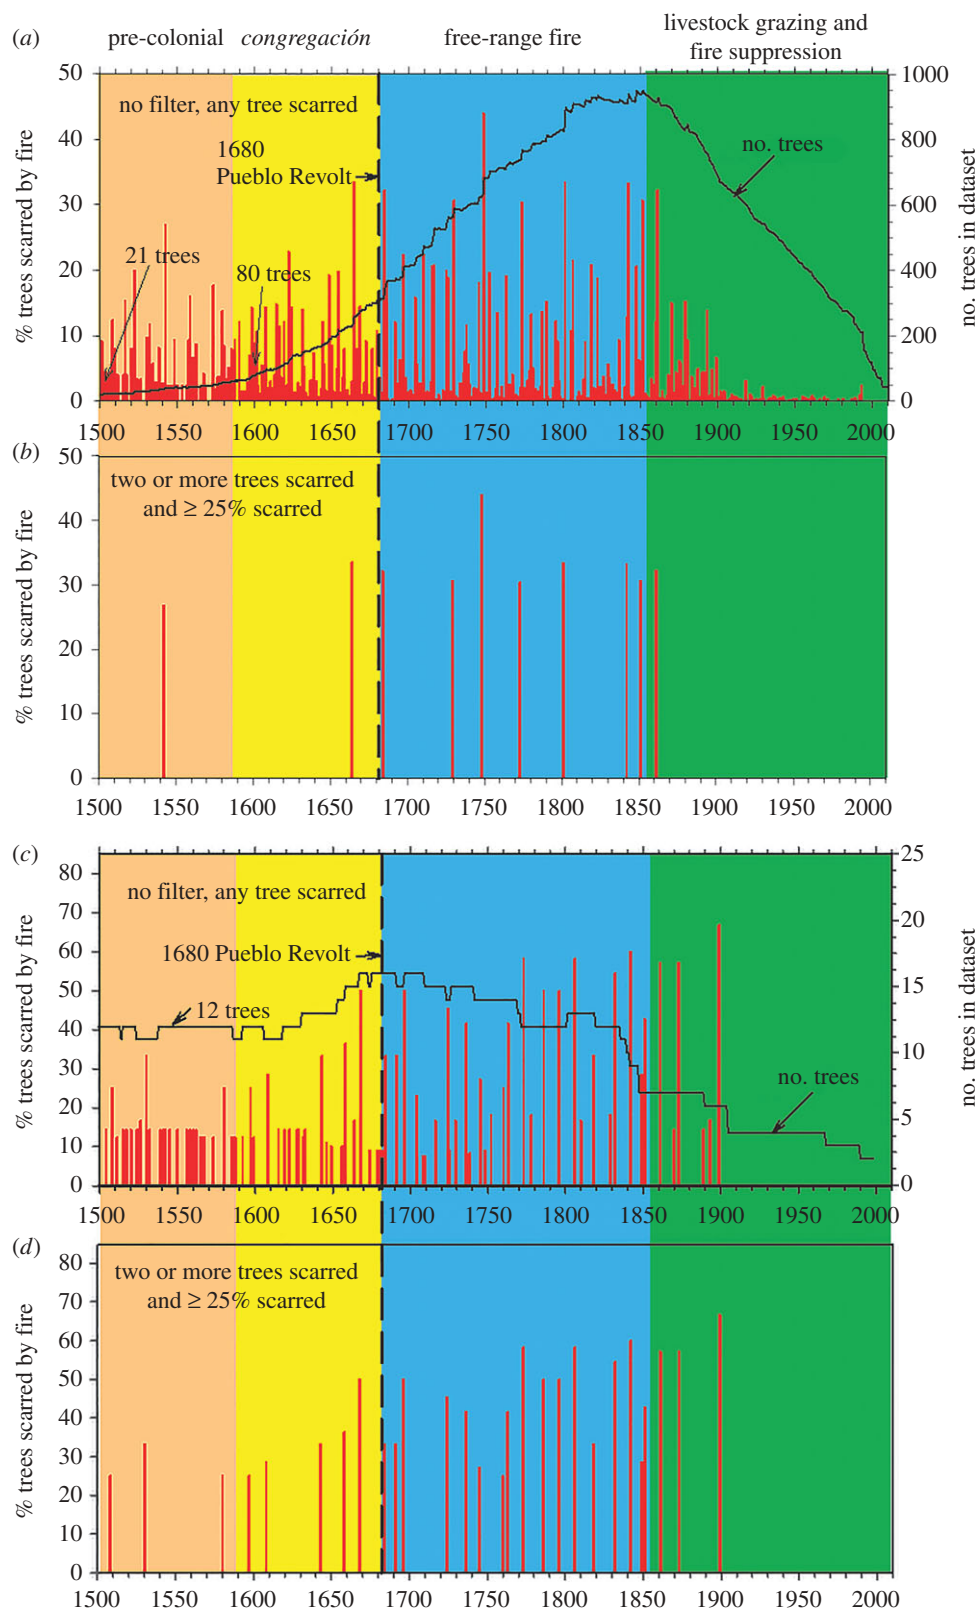 (a) pre-colonial congregación free-range fire livestock grazing and
fire suppression
50 1000
no filter, any tree scarred
1680
Pueblo Revolt
no. trees
21 trees
80 trees
% trees scarred by fire
40
30
20
10
0
no. trees in dataset
900
800
700
600
500
400
300
200
100
0
1500 1550 1600 1650 1700 1750 1800 1850 1900 1950 2000
(b)
two or more trees scarred
and ≥ 25% scarred
% trees scarred by fire
50
40
30
20
10
0
1500 1550 1600 1650 1700 1750 1800 1850 1900 1950 2000
(c)
no filter, any tree scarred
1680 Pueblo Revolt
12 trees
no. trees
% trees scarred by fire
80
70
60
50
40
30
20
10
0
no. trees in dataset
25
20
15
10
5
0
1500 1550 1600 1650 1700 1750 1800 1850 1900 1950 2000
(d)
two or more trees scarred
and ≥ 25% scarred
% trees scarred by fire
80
70
60
50
40
30
20
10
0
1500 1550 1600 1650 1700 1750 1800 1850 1900 1950 2000